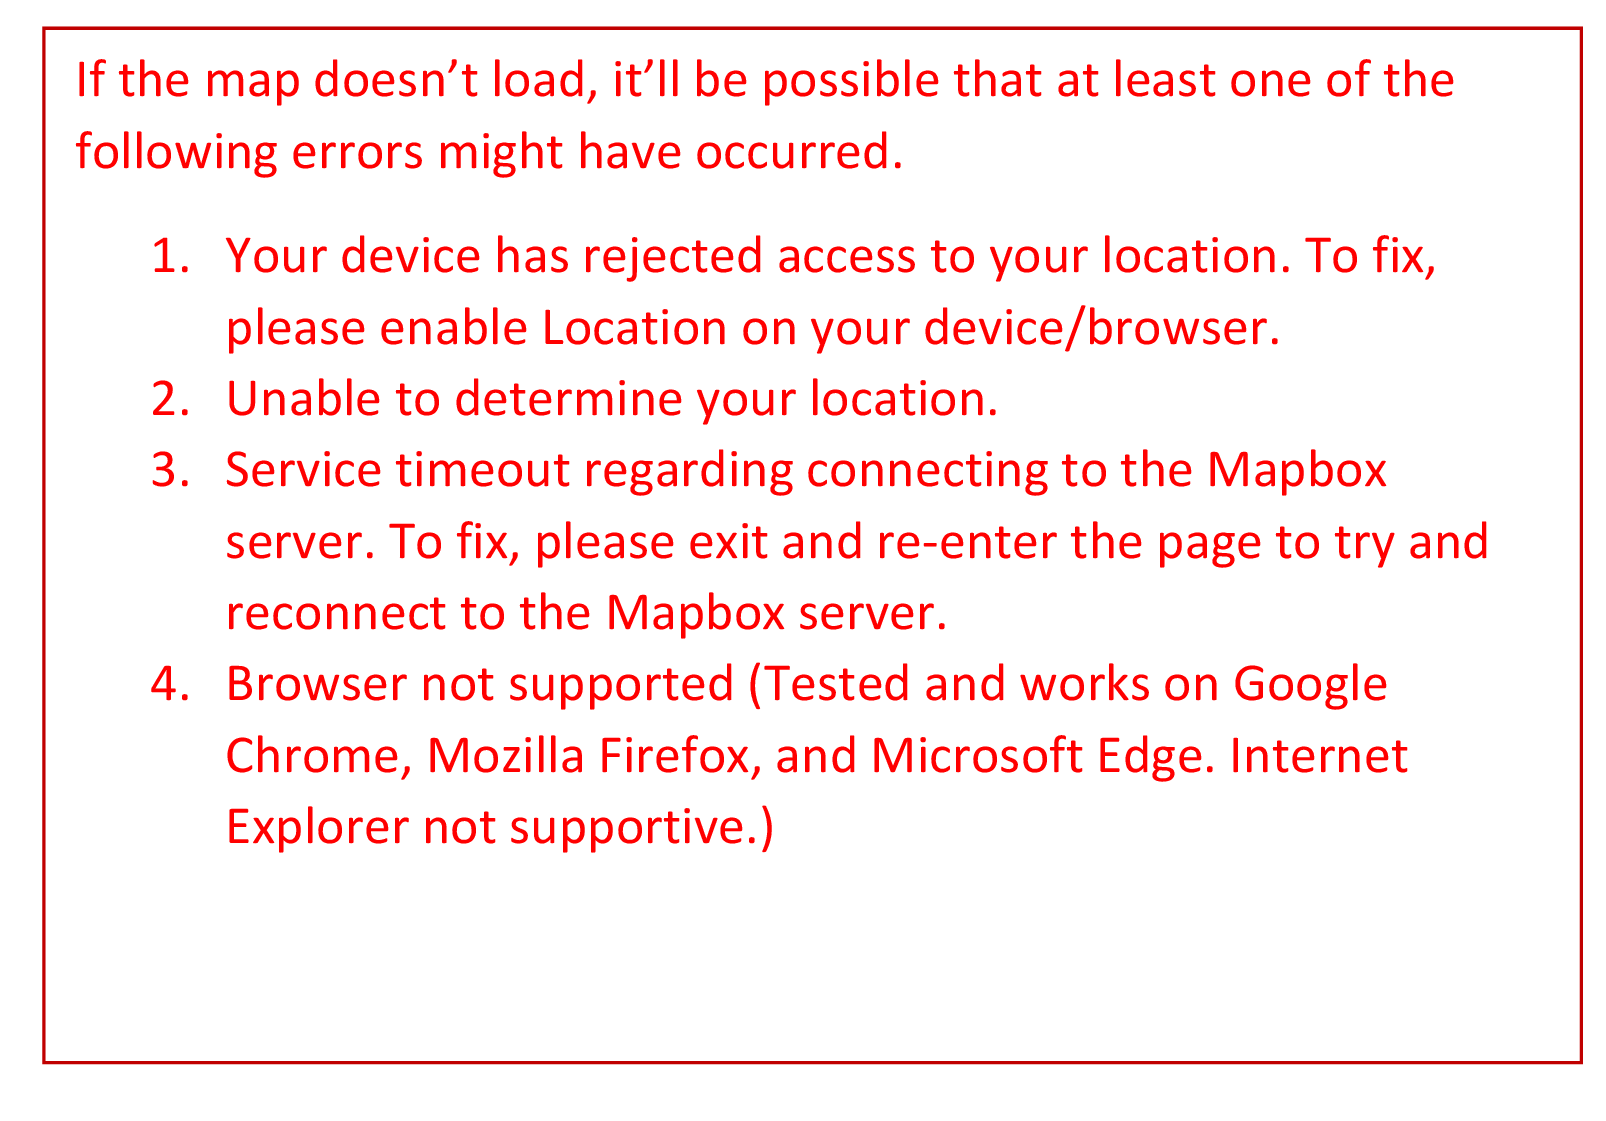 If the map doesn’t load, it’ll be possible that at least one of the
following errors might have occurred.
1. Your device has rejected access to your location. To fix,
please enable Location on your device/browser.
2. Unable to determine your location.
3. Service timeout regarding connecting to the Mapbox
server. To fix, please exit and re-enter the page to try and
reconnect to the Mapbox server.
4. Browser not supported (Tested and works on Google
Chrome, Mozilla Firefox, and Microsoft Edge. Internet
Explorer not supportive.)